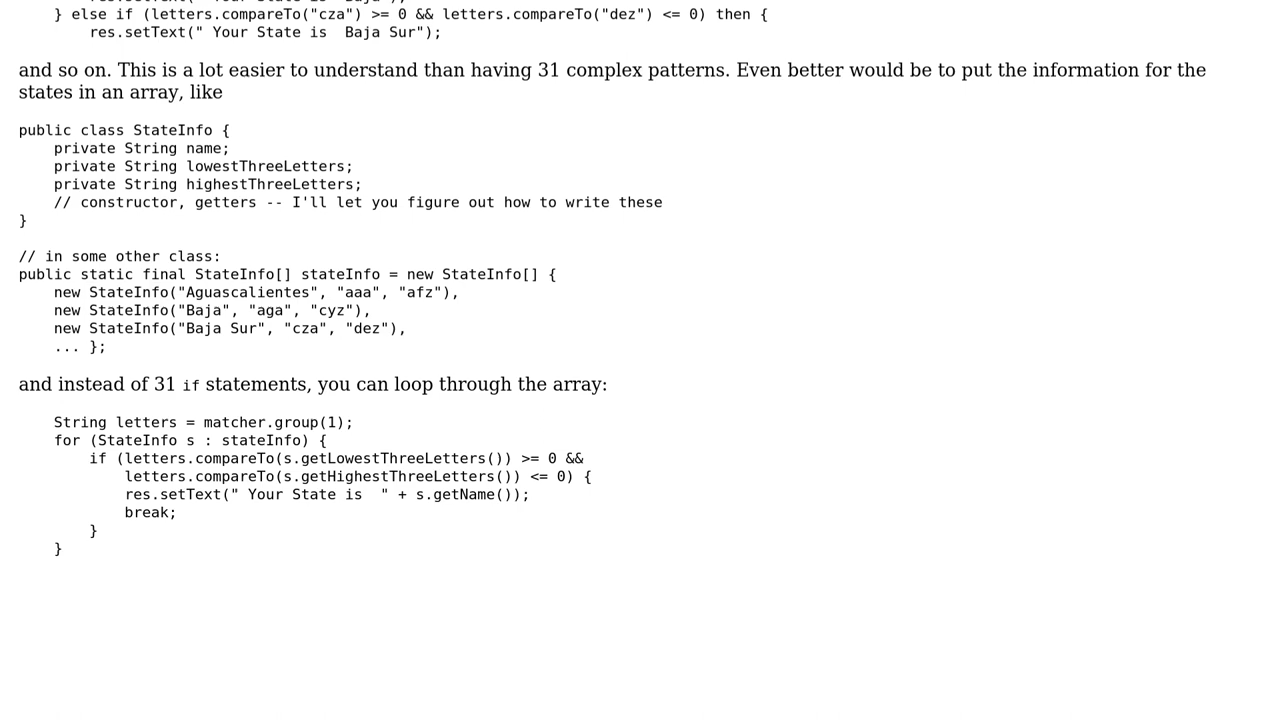 } else if (letters.compareTo("cza") >= 0 && letters.compareTo("dez") <= 0) then {
res.setText(" Your State is  Baja Sur");
and so on. This is a lot easier to understand than having 31 complex patterns. Even better would be to put the information for the
states in an array, like
public class StateInfo {
    private String name;
    private String lowestThreeLetters;
    private String highestThreeLetters;
    // constructor, getters -- I'll let you figure out how to write these
}
// in some other class:
public static final StateInfo[] stateInfo = new StateInfo[] {
    new StateInfo("Aguascalientes", "aaa", "afz"),
    new StateInfo("Baja", "aga", "cyz"),
    new StateInfo("Baja Sur", "cza", "dez"),
    ... };
and instead of 31 if statements, you can loop through the array:
    String letters = matcher.group(1);
    for (StateInfo s : stateInfo) {
        if (letters.compareTo(s.getLowestThreeLetters()) >= 0 &&
            letters.compareTo(s.getHighestThreeLetters()) <= 0) {
            res.setText(" Your State is  " + s.getName());
            break;
        }
    }